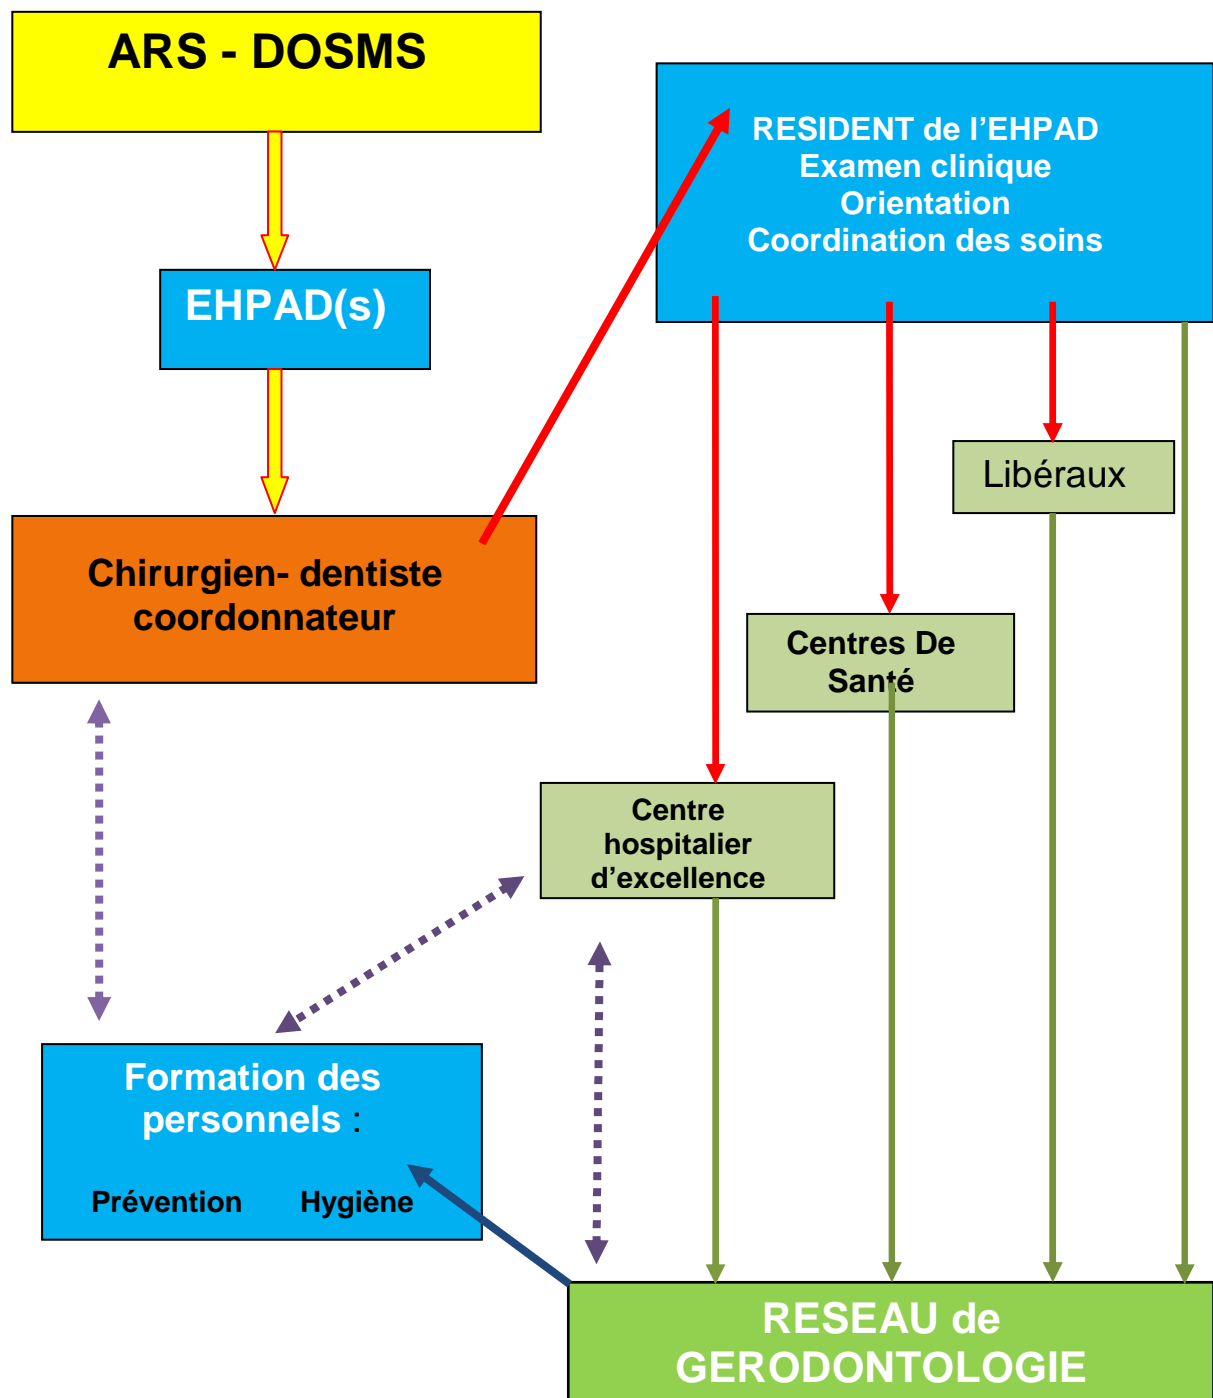 ARS - DOSMS
RESIDENT de l’EHPAD
Examen clinique
Orientation
Coordination des soins
EHPAD(s)
Libéraux
Chirurgien- dentiste
coordonnateur
Centres De
Santé
Centre
hospitalier
d’excellence
Formation des
personnels :
Prévention Hygiène
RESEAU de
GERODONTOLOGIE